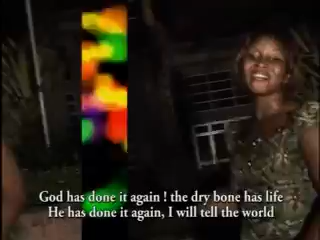 God has done it again ! the dry bone has life
He has done it again, I will tell the world